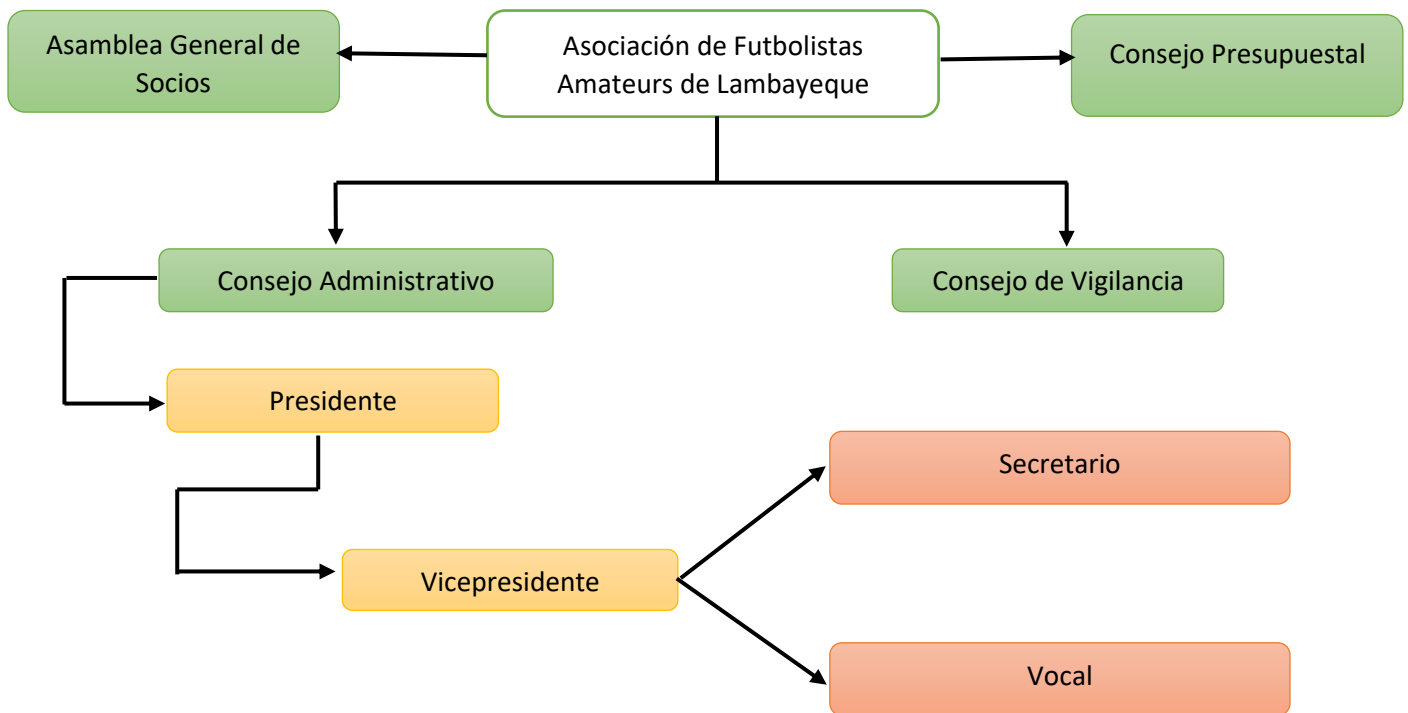 Asamblea General de
Socios
Asociación de Futbolistas
Amateurs de Lambayeque
Consejo Presupuestal
Consejo Administrativo
Consejo de Vigilancia
Presidente
Secretario
Vicepresidente
Vocal